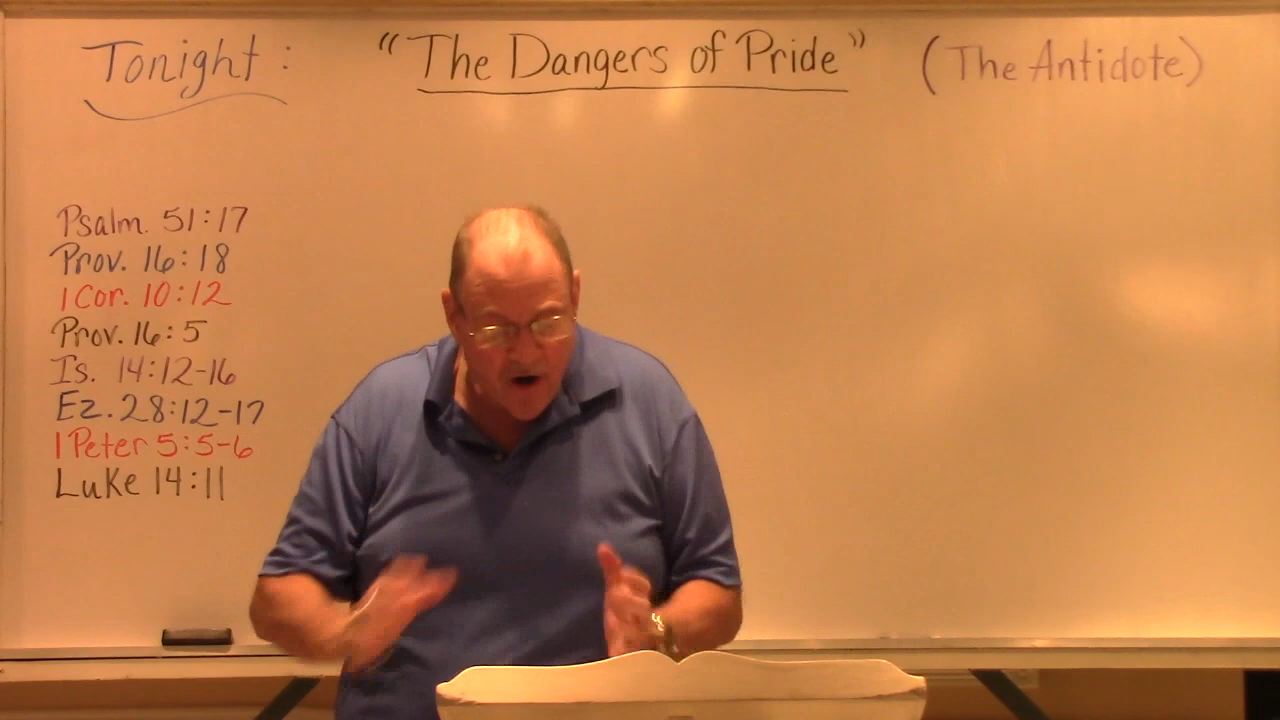 Tonight: "The Dangers of Pride" (The Antidote)
Psalm. 51:17
Prov. 16:18
1 Cor. 10:12
Prov. 16:5
Is. 14:12-16
Ez. 28:12-17
1 Peter 5:5-6
Luke 14:11